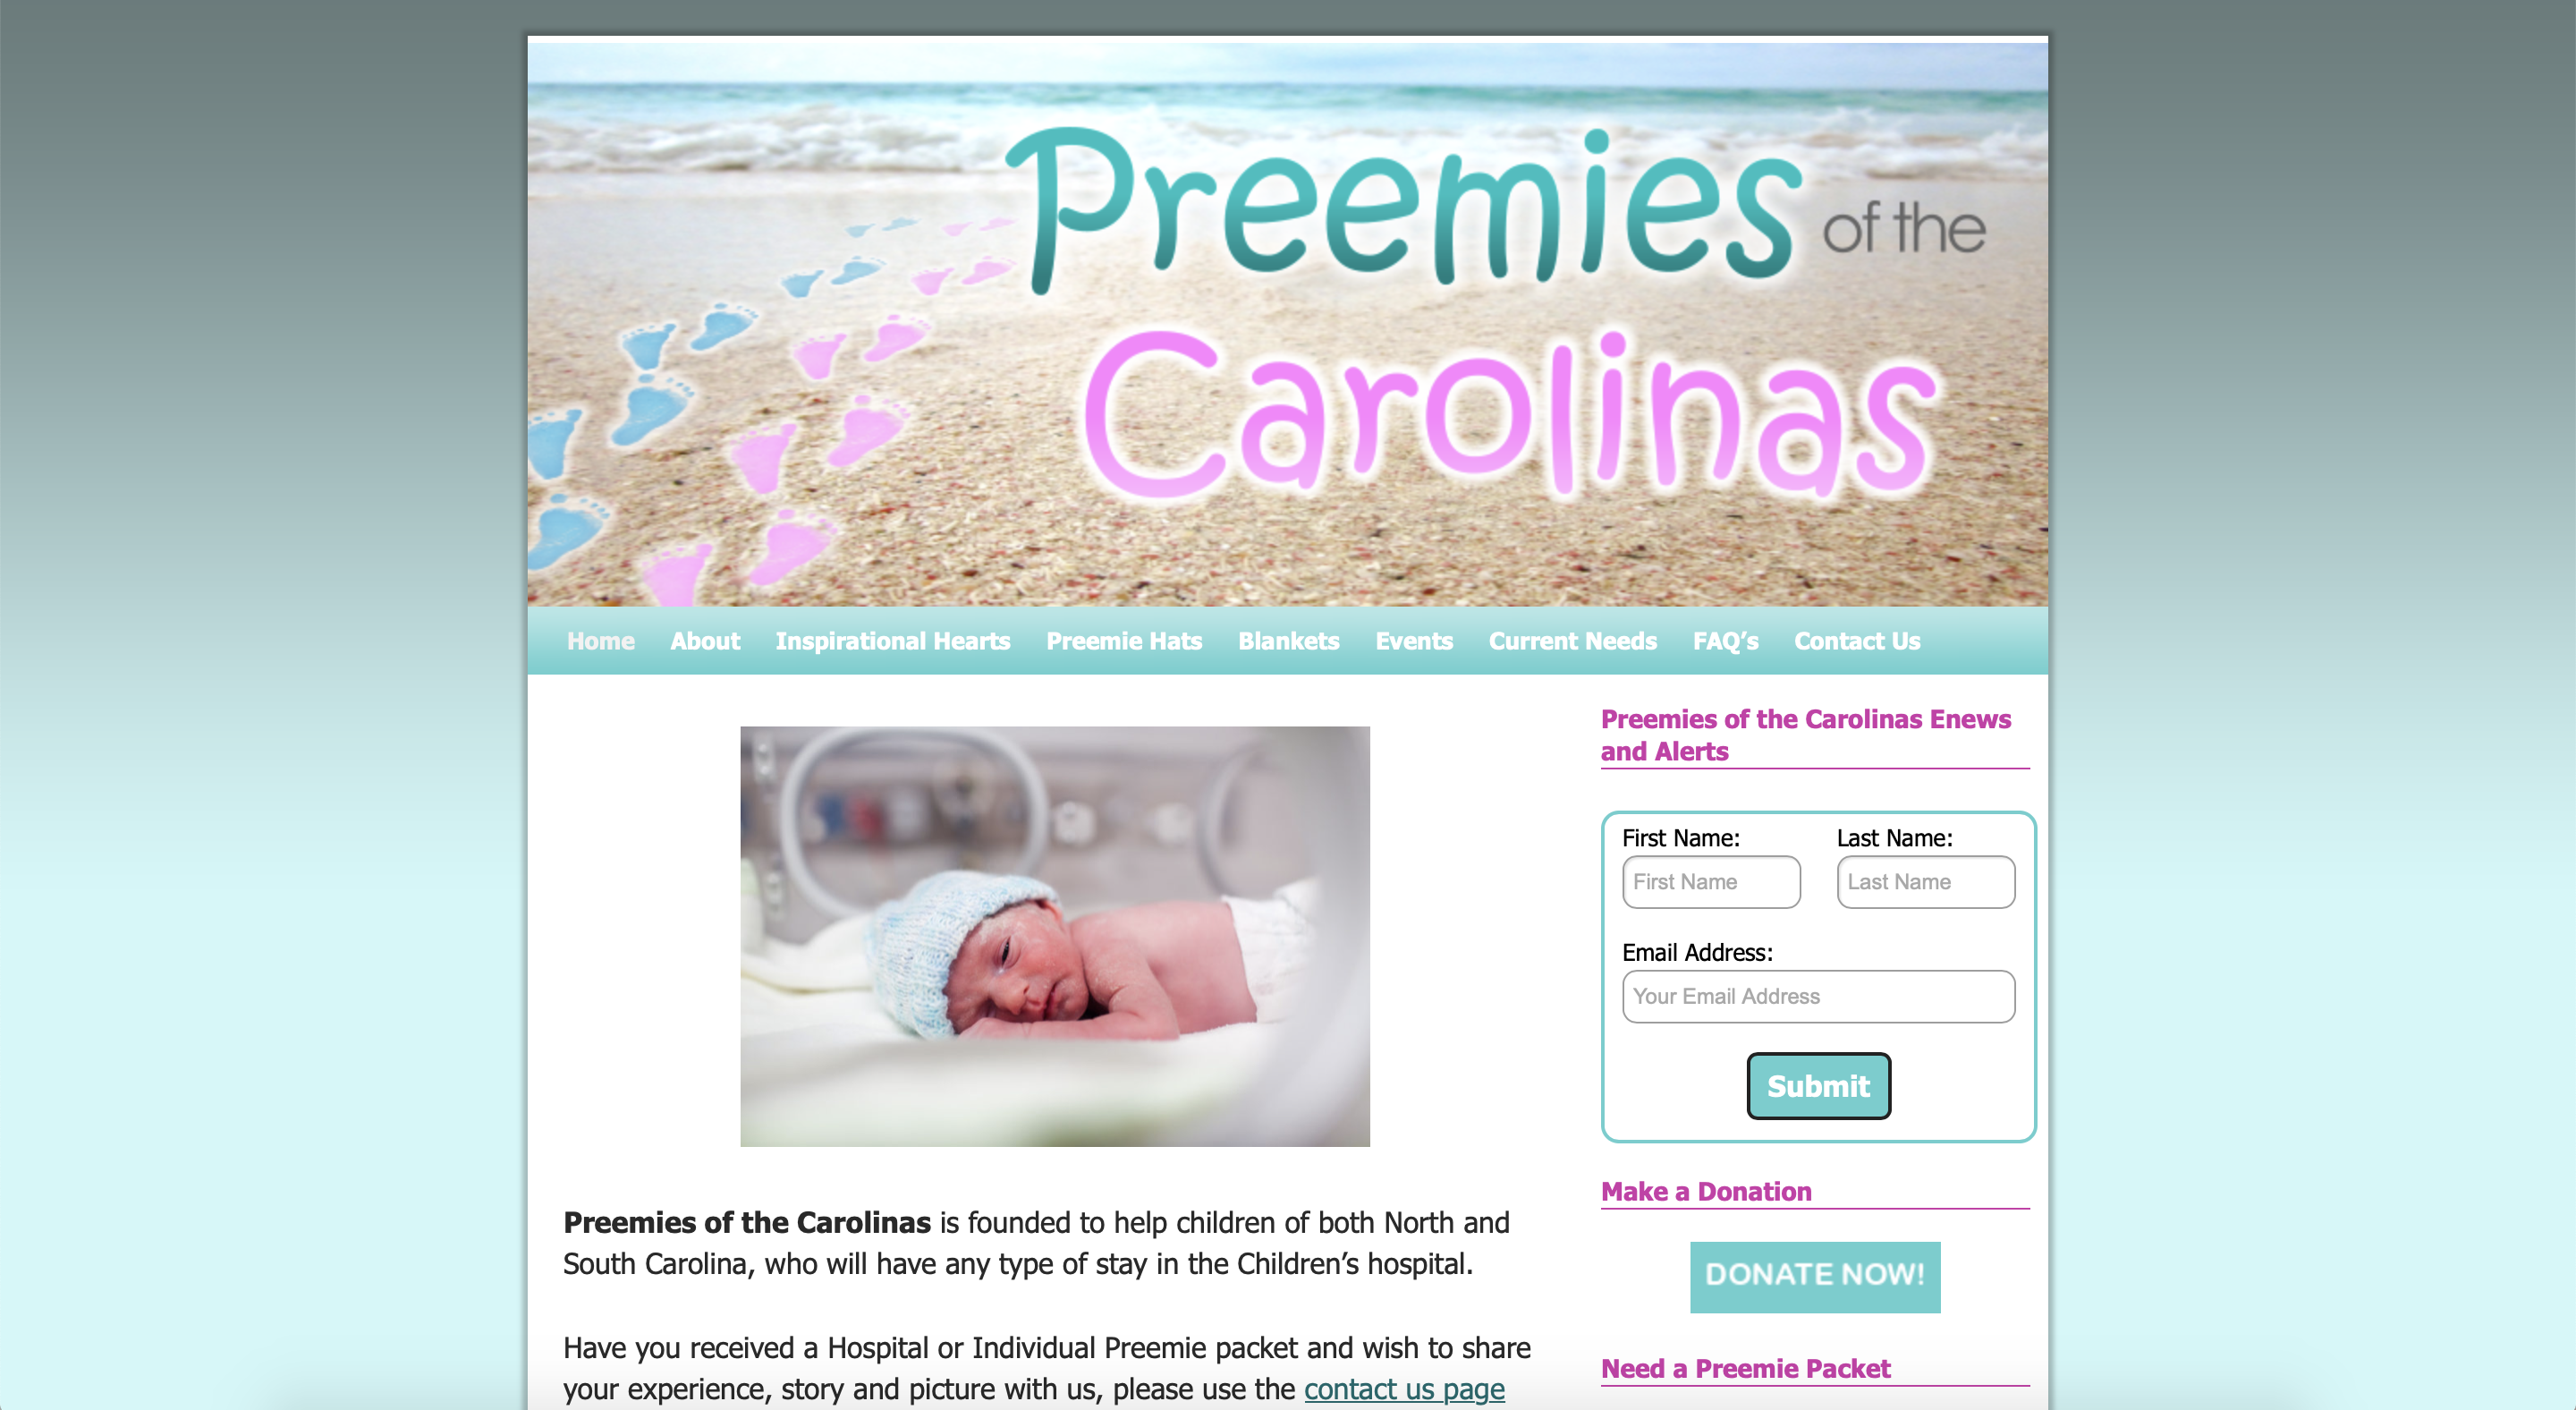 Preemies of the
Carolinas
Home About Inspirational Hearts Preemie Hats Blankets Events Current Needs FAQ’s Contact Us
Preemies of the Carolinas is founded to help children of both North and
South Carolina, who will have any type of stay in the Children’s hospital.
Have you received a Hospital or Individual Preemie packet and wish to share
your experience, story and picture with us, please use the contact us page
Preemies of the Carolinas Enews
and Alerts
First Name: Last Name:
First Name Last Name
Email Address:
Your Email Address
Submit
Make a Donation
DONATE NOW!
Need a Preemie Packet